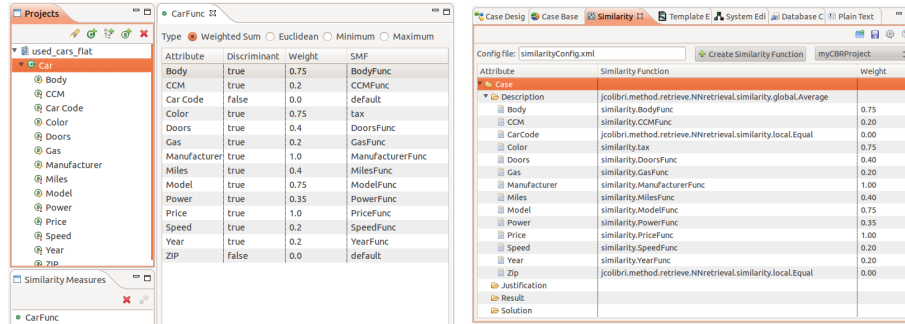 Projects
used_cars_flat
Car
Body
CCM
Car Code
Color
Doors
Gas
Manufacturer
Miles
Model
Power
Price
Speed
Year
ZIP
Similarity Measures
CarFunc
CarFunc
Type Weighted Sum Euclidean Minimum Maximum
Attribute Discriminant Weight SMF
Body true 0.75 BodyFunc
CCM true 0.2 CCMFunc
Car Code false 0.0 default
Color true 0.75 tax
Doors true 0.4 DoorsFunc
Gas true 0.2 GasFunc
Manufacturer true 1.0 ManufacturerFunc
Miles true 0.4 MilesFunc
Model true 0.75 ModelFunc
Power true 0.35 PowerFunc
Price true 1.0 PriceFunc
Speed true 0.2 SpeedFunc
Year true 0.2 YearFunc
ZIP false 0.0 default
Case Desig Case Base Similarity Template E System Edi Database C Plain Text
Config file: similarityConfig.xml Create Similarity Function myCBRProject
Attribute Similarity Function Weight
Case
Description jcolibri.method.retrieve.NNretrieval.similarity.global.Average
Body similarity.BodyFunc 0.75
CCM similarity.CCMFunc 0.20
CarCode jcolibri.method.retrieve.NNretrieval.similarity.local.Equal 0.00
Color similarity.tax 0.75
Doors similarity.DoorsFunc 0.40
Gas similarity.GasFunc 0.20
Manufacturer similarity.ManufacturerFunc 1.00
Miles similarity.MilesFunc 0.40
Model similarity.ModelFunc 0.75
Power similarity.PowerFunc 0.35
Price similarity.PriceFunc 1.00
Speed similarity.SpeedFunc 0.20
Year similarity.YearFunc 0.20
Zip jcolibri.method.retrieve.NNretrieval.similarity.local.Equal 0.00
Justification
Result
Solution